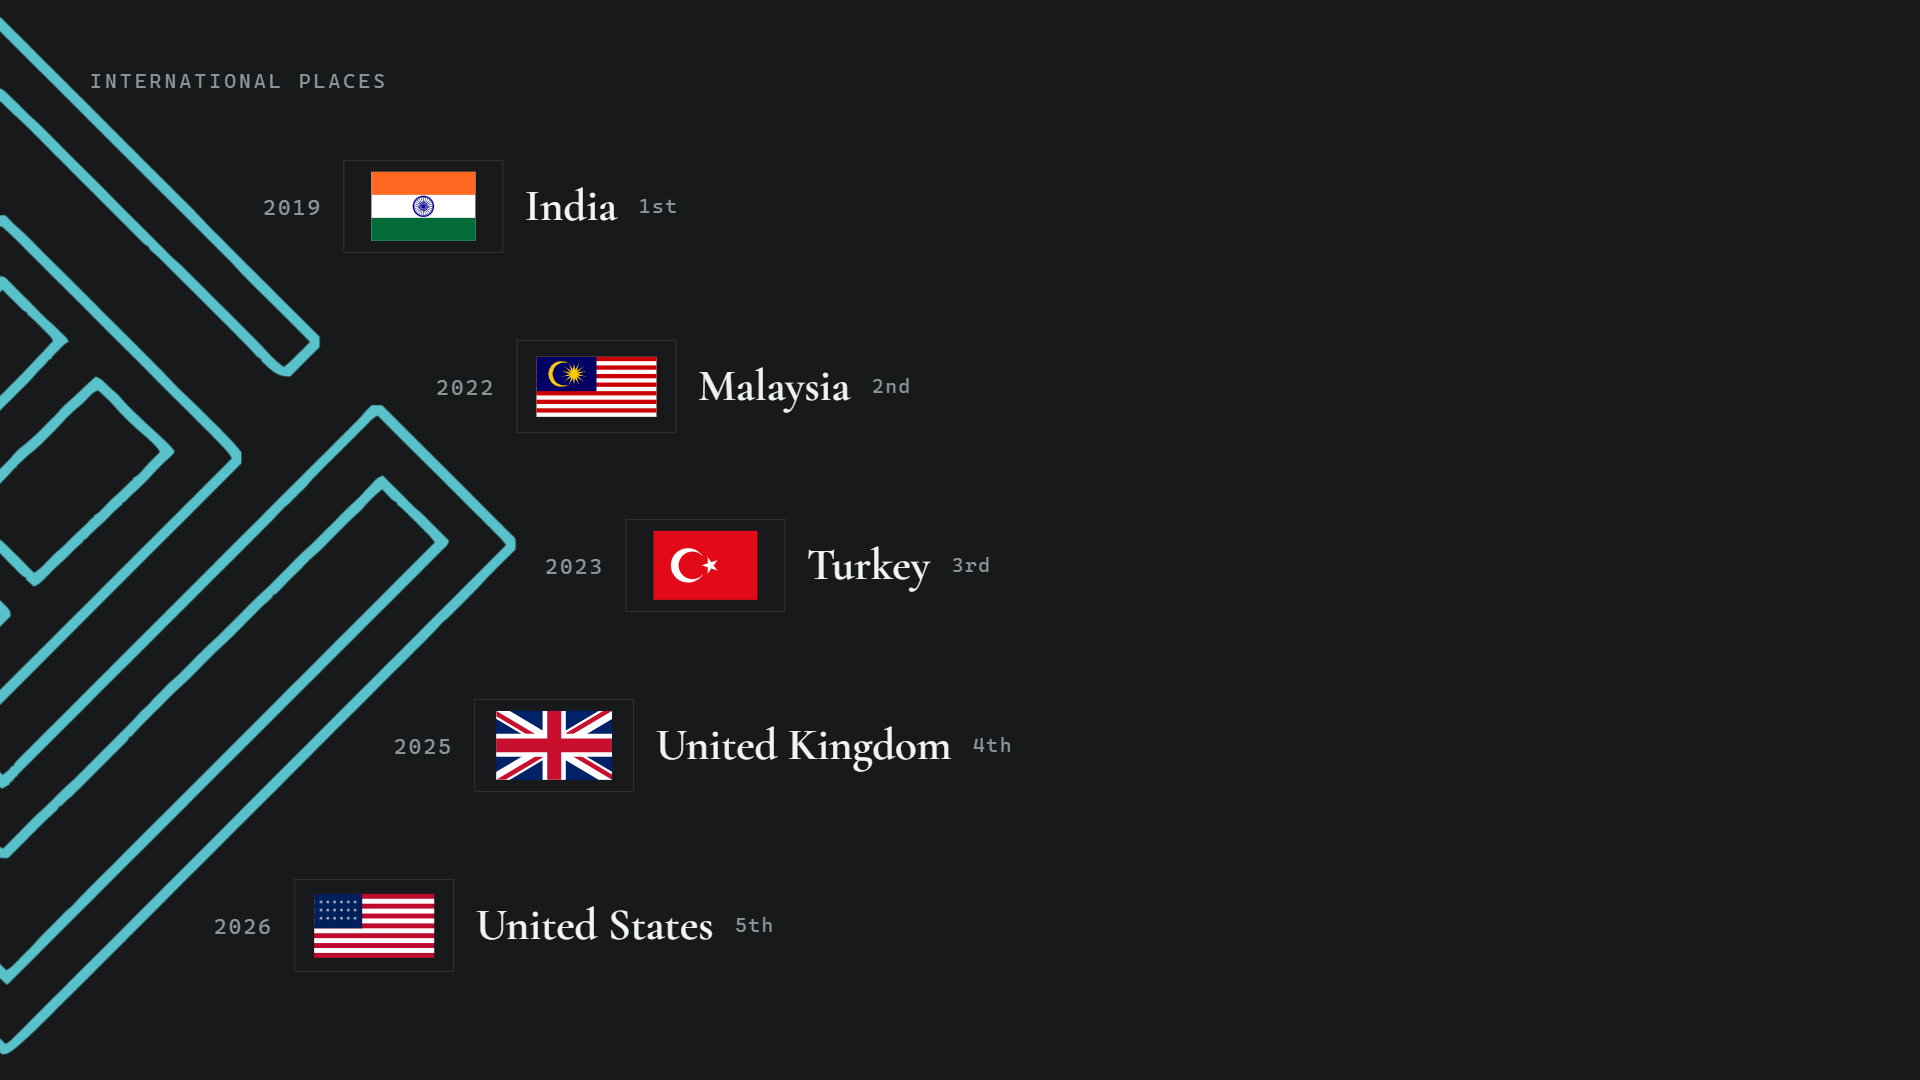 INTERNATIONAL PLACES
2019 India 1st
2022 Malaysia 2nd
2023 Turkey 3rd
2025 United Kingdom 4th
2026 United States 5th